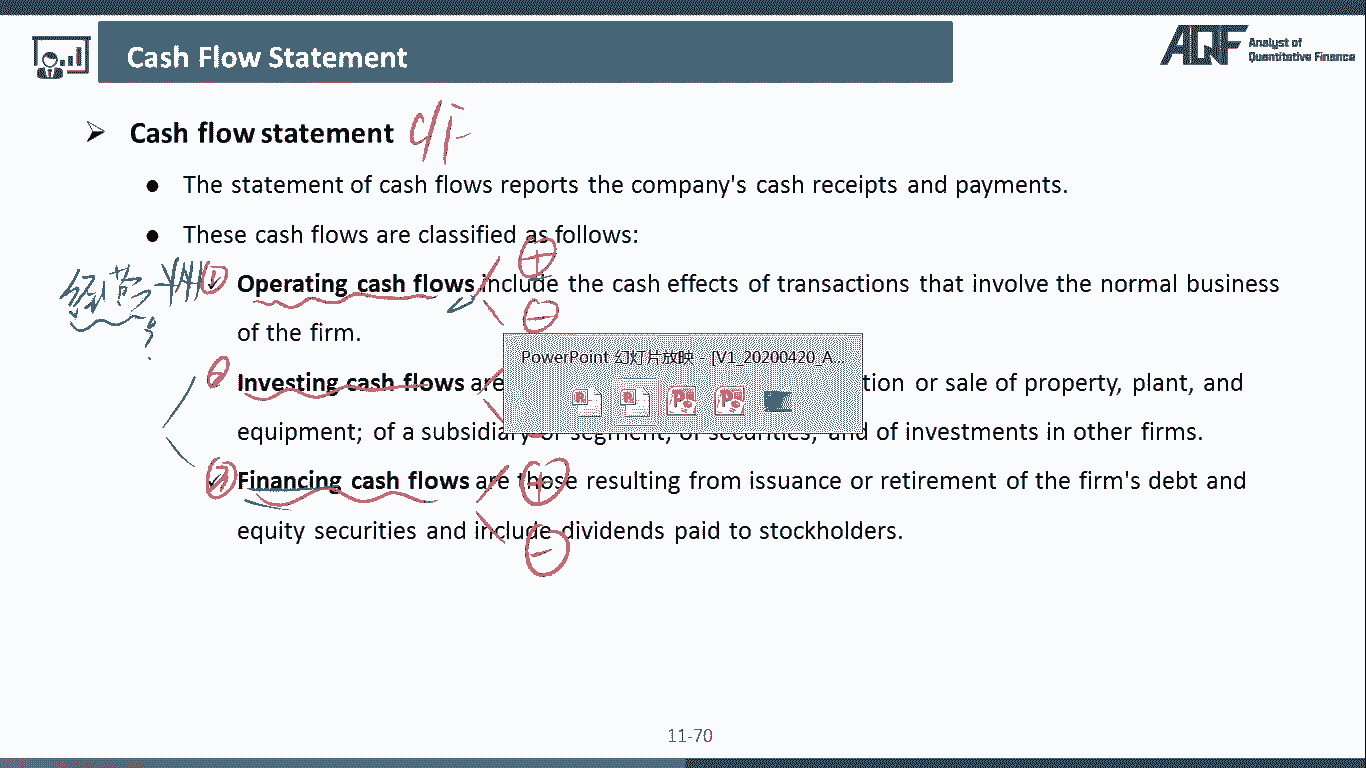 Cash Flow Statement
AQF Analyst of
Quantitative Finance
Cash flow statement C/F
The statement of cash flows reports the company's cash receipts and payments.
These cash flows are classified as follows:
经营 ① Operating cash flows include the cash effects of transactions that involve the normal business
of the firm.
PowerPoint 幻灯片放映 - [V1_20200420_A...
② Investing cash flows are tion or sale of property, plant, and
equipment; of a subsidiary or segment; of securities; and of investments in other firms.
③ Financing cash flows are those resulting from issuance or retirement of the firm's debt and
equity securities and include dividends paid to stockholders.
11-70